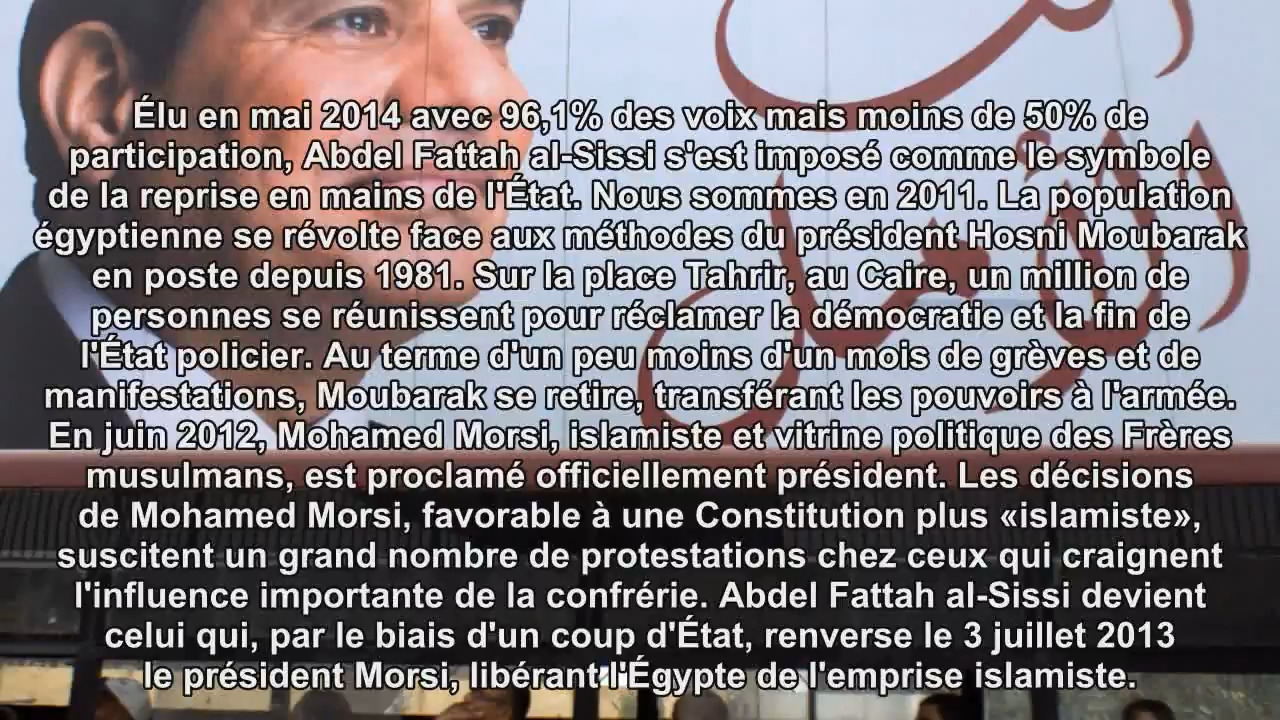 Élu en mai 2014 avec 96,1% des voix mais moins de 50% de
participation, Abdel Fattah al-Sissi s'est imposé comme le symbole
de la reprise en mains de l'État. Nous sommes en 2011. La population
égyptienne se révolte face aux méthodes du président Hosni Moubarak
en poste depuis 1981. Sur la place Tahrir, au Caire, un million de
personnes se réunissent pour réclamer la démocratie et la fin de
l'État policier. Au terme d'un peu moins d'un mois de grèves et de
manifestations, Moubarak se retire, transférant les pouvoirs à l'armée.
En juin 2012, Mohamed Morsi, islamiste et vitrine politique des Frères
musulmans, est proclamé officiellement président. Les décisions
de Mohamed Morsi, favorable à une Constitution plus «islamiste»,
suscitent un grand nombre de protestations chez ceux qui craignent
l'influence importante de la confrérie. Abdel Fattah al-Sissi devient
celui qui, par le biais d'un coup d'État, renverse le 3 juillet 2013
le président Morsi, libérant l'Égypte de l'emprise islamiste.